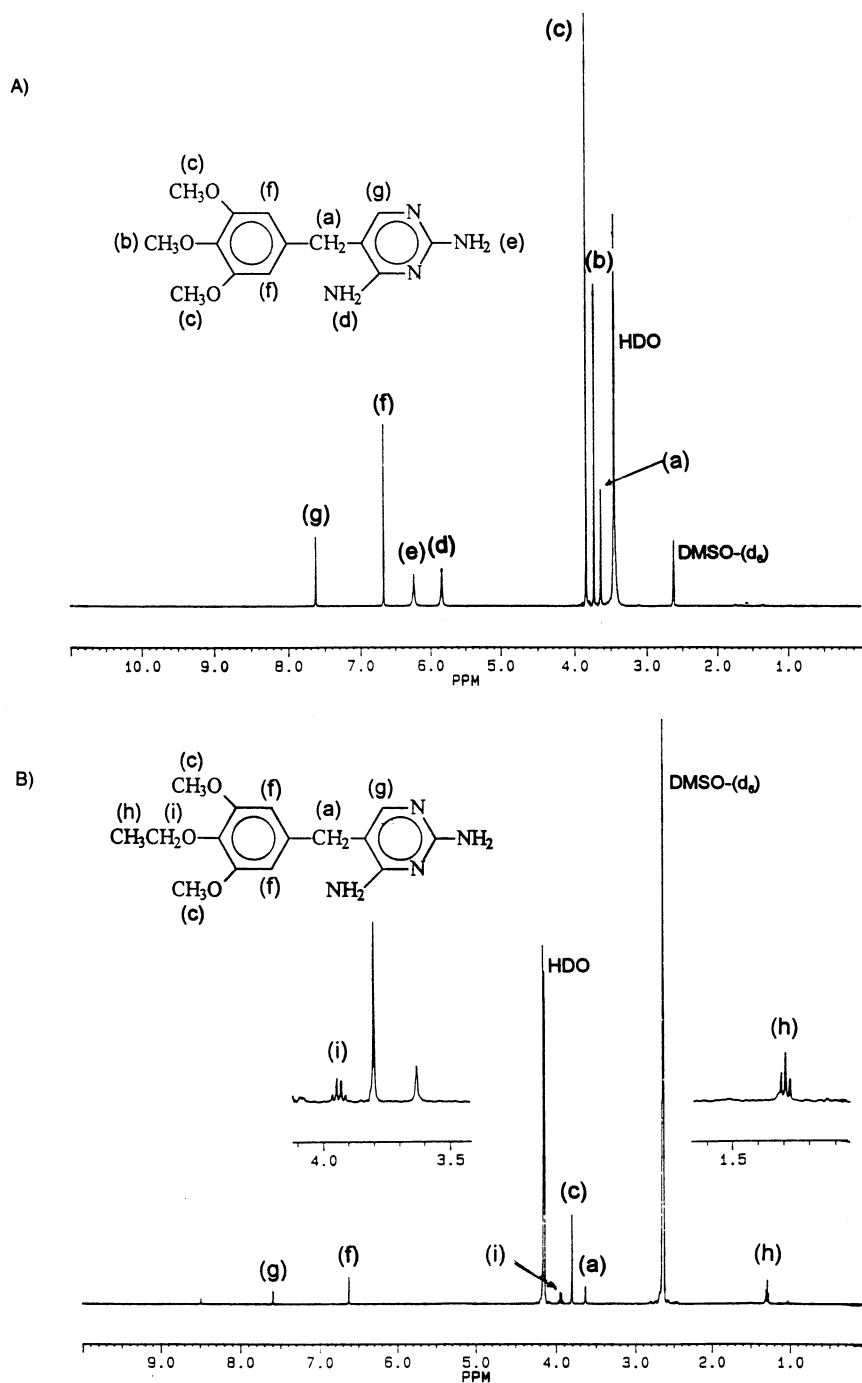 A)
(c)
(c)
CH3O
(f)
(a)
(g)
N
(b)
CH3O
CH2
NH2
(e)
N
CH3O
(f)
NH2
(c)
(d)
(b)
HDO
(f)
(a)
(g)
(e)
(d)
DMSO-(d6)
10.0 9.0 8.0 7.0 6.0 5.0 4.0 3.0 2.0 1.0
PPM
B)
(c)
CH3O
(f)
(a)
(g)
N
(h)
(i)
CH3CH2O
CH2
NH2
N
CH3O
(f)
NH2
(c)
DMSO-(d6)
HDO
(i)
(h)
4.0 3.5
1.5
(c)
(i)
(a)
(h)
(g)
(f)
9.0 8.0 7.0 6.0 5.0 4.0 3.0 2.0 1.0
PPM